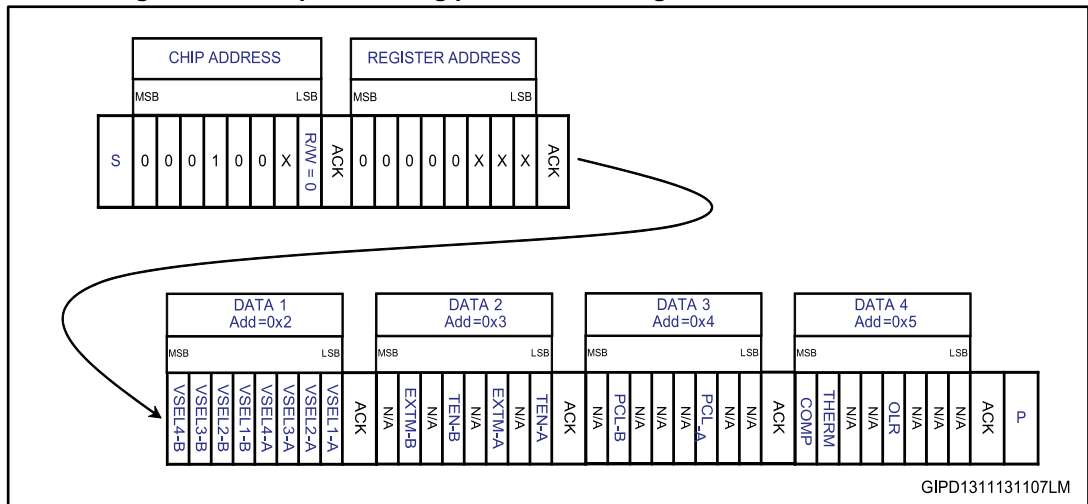 CHIP ADDRESS REGISTER ADDRESS
MSB LSB MSB LSB
S 0 0 0 1 0 0 X R/W = 0 ACK 0 0 0 0 0 X X X ACK
DATA 1 DATA 2 DATA 3 DATA 4
Add=0x2 Add=0x3 Add=0x4 Add=0x5
MSB LSB MSB LSB MSB LSB MSB LSB
VSEL4-B VSEL3-B VSEL2-B VSEL1-B VSEL4-A VSEL3-A VSEL2-A VSEL1-A ACK N/A EXTM-B N/A TEN-B N/A EXTM-A N/A TEN-A ACK N/A PCL-B N/A N/A N/A PCL-A N/A N/A ACK COMP THERM N/A N/A OLR N/A N/A N/A ACK P
GIPD1311131107LM